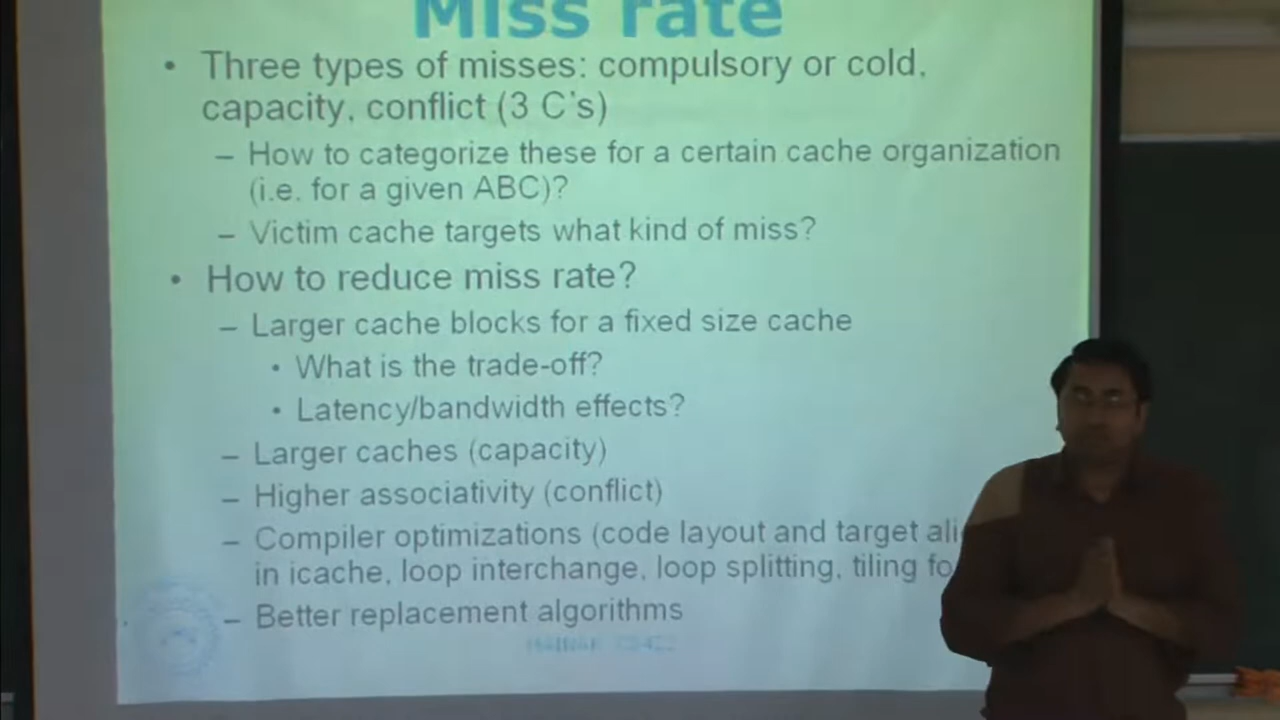 Miss rate
• Three types of misses: compulsory or cold,
capacity, conflict (3 C's)
– How to categorize these for a certain cache organization
(i.e. for a given ABC)?
– Victim cache targets what kind of miss?
• How to reduce miss rate?
– Larger cache blocks for a fixed size cache
• What is the trade-off?
• Latency/bandwidth effects?
– Larger caches (capacity)
– Higher associativity (conflict)
– Compiler optimizations (code layout and target
in icache, loop interchange, loop splitting, tiling
– Better replacement algorithms